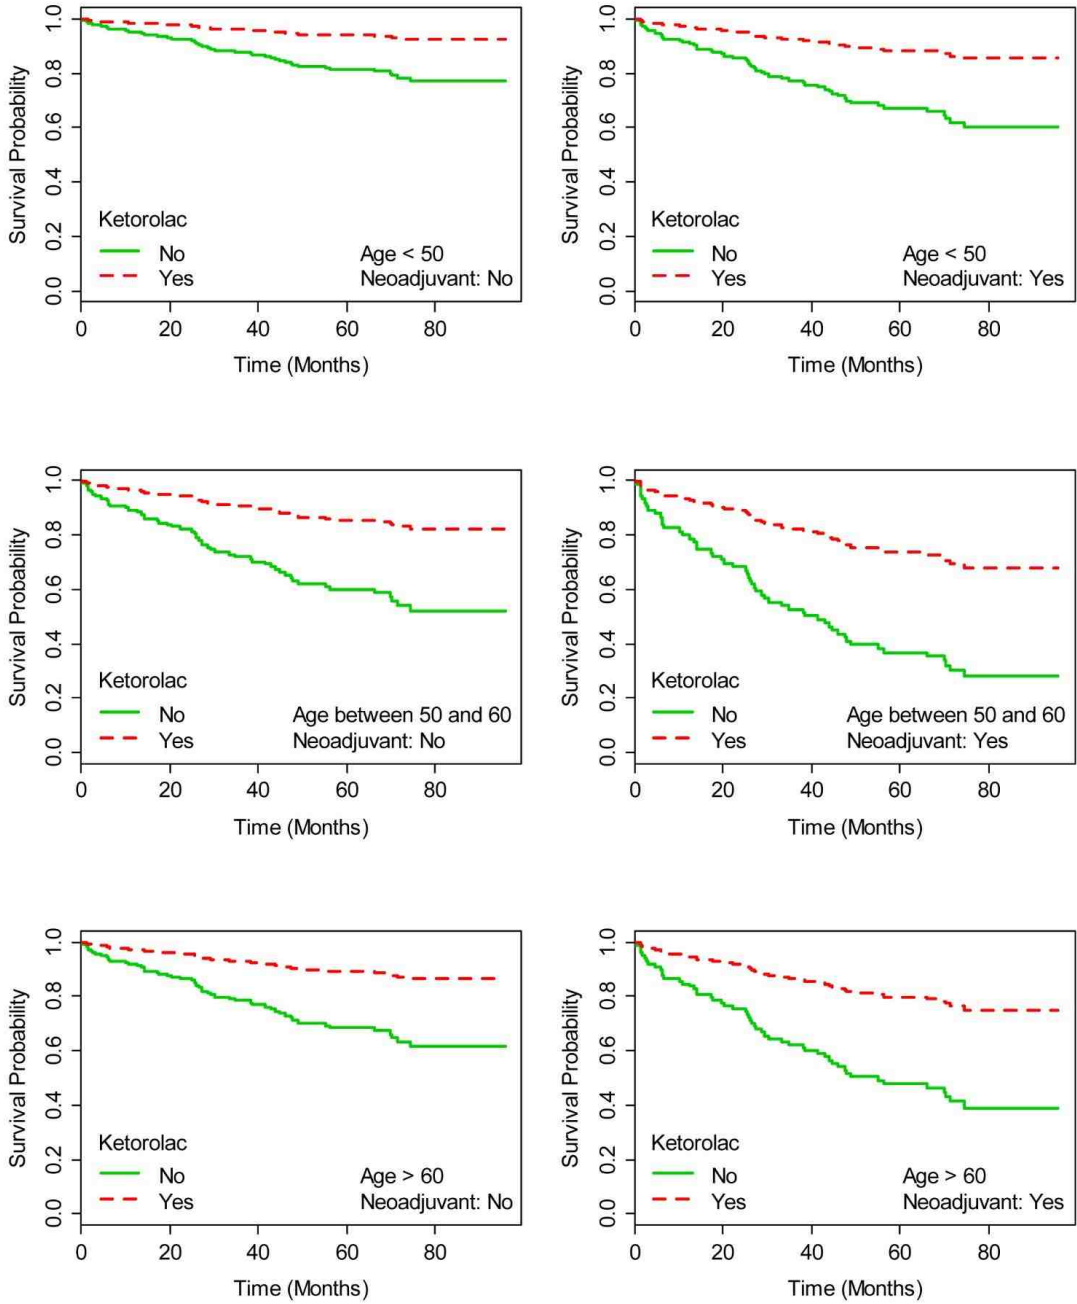 Survival Probability
1.0
0.8
0.6
0.4
0.2
0.0
Ketorolac
No
Yes
Age < 50
Neoadjuvant: No
0 20 40 60 80
Time (Months)
Survival Probability
1.0
0.8
0.6
0.4
0.2
0.0
Ketorolac
No
Yes
Age < 50
Neoadjuvant: Yes
0 20 40 60 80
Time (Months)
Survival Probability
1.0
0.8
0.6
0.4
0.2
0.0
Ketorolac
No
Yes
Age between 50 and 60
Neoadjuvant: No
0 20 40 60 80
Time (Months)
Survival Probability
1.0
0.8
0.6
0.4
0.2
0.0
Ketorolac
No
Yes
Age between 50 and 60
Neoadjuvant: Yes
0 20 40 60 80
Time (Months)
Survival Probability
1.0
0.8
0.6
0.4
0.2
0.0
Ketorolac
No
Yes
Age > 60
Neoadjuvant: No
0 20 40 60 80
Time (Months)
Survival Probability
1.0
0.8
0.6
0.4
0.2
0.0
Ketorolac
No
Yes
Age > 60
Neoadjuvant: Yes
0 20 40 60 80
Time (Months)